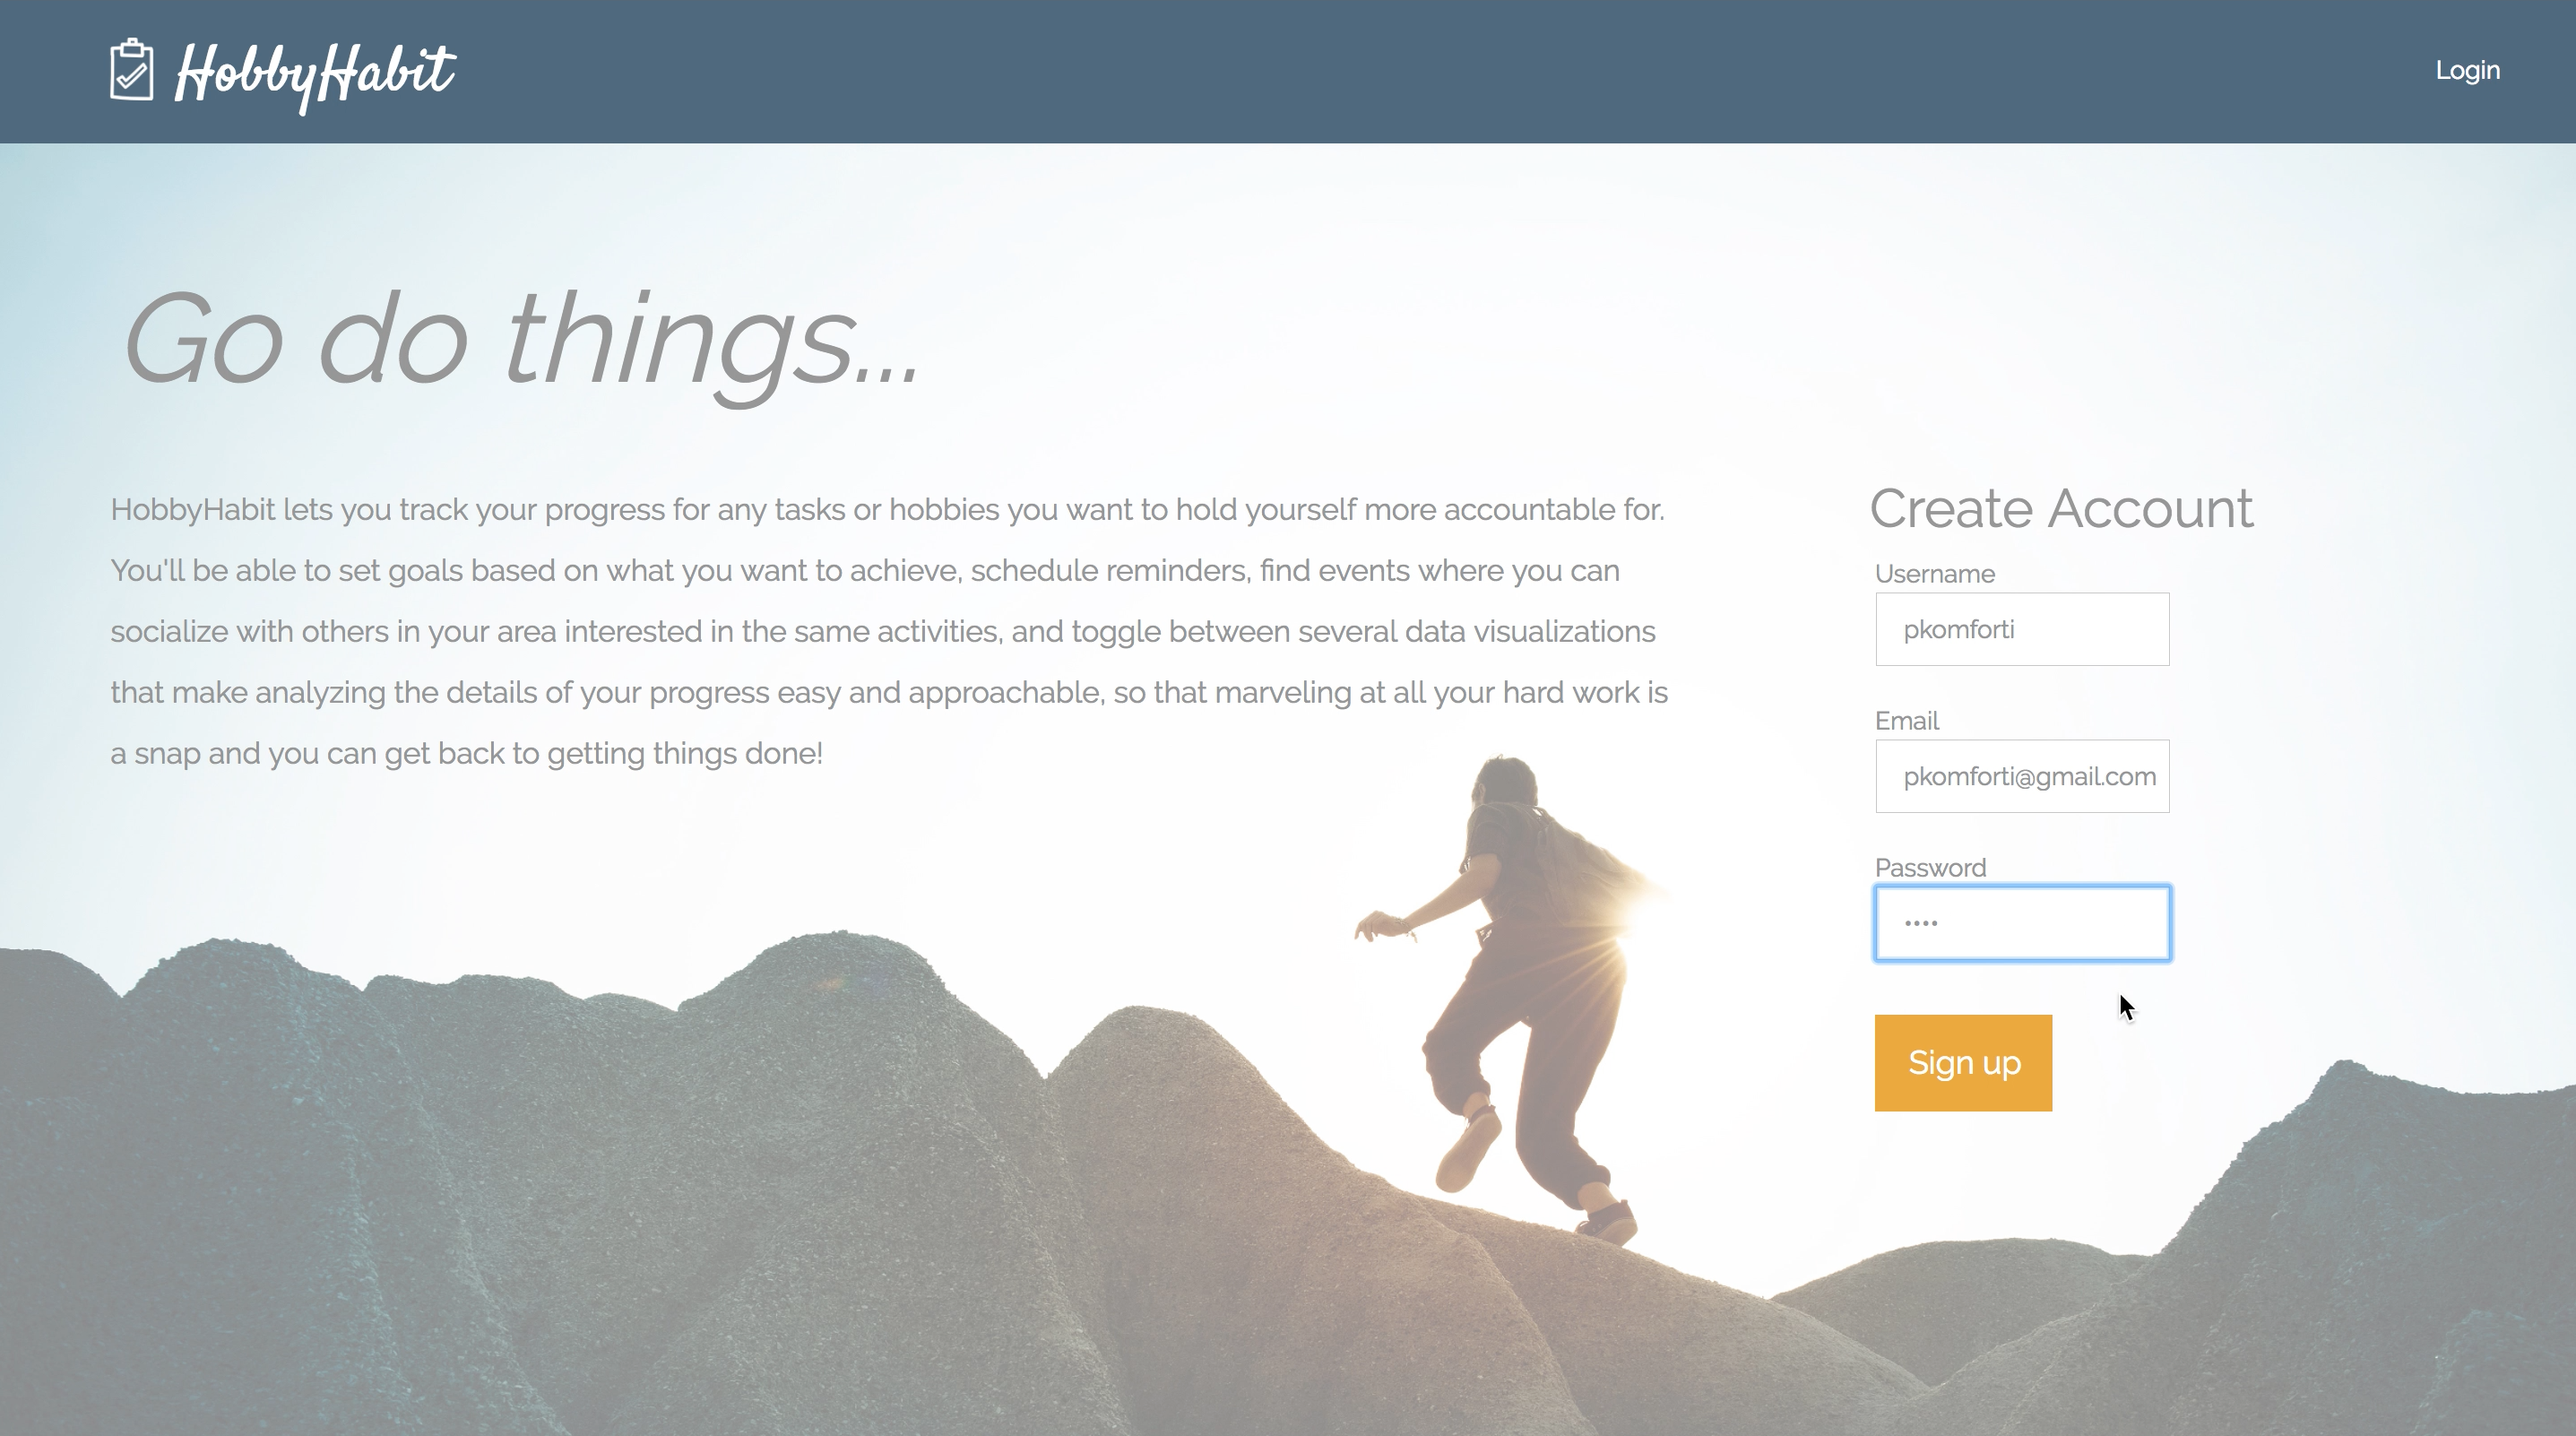 HobbyHabit
Login
Go do things...
HobbyHabit lets you track your progress for any tasks or hobbies you want to hold yourself more accountable for.
You'll be able to set goals based on what you want to achieve, schedule reminders, find events where you can
socialize with others in your area interested in the same activities, and toggle between several data visualizations
that make analyzing the details of your progress easy and approachable, so that marveling at all your hard work is
a snap and you can get back to getting things done!
Create Account
Username
pkomforti
Email
pkomforti@gmail.com
Password
••••
Sign up